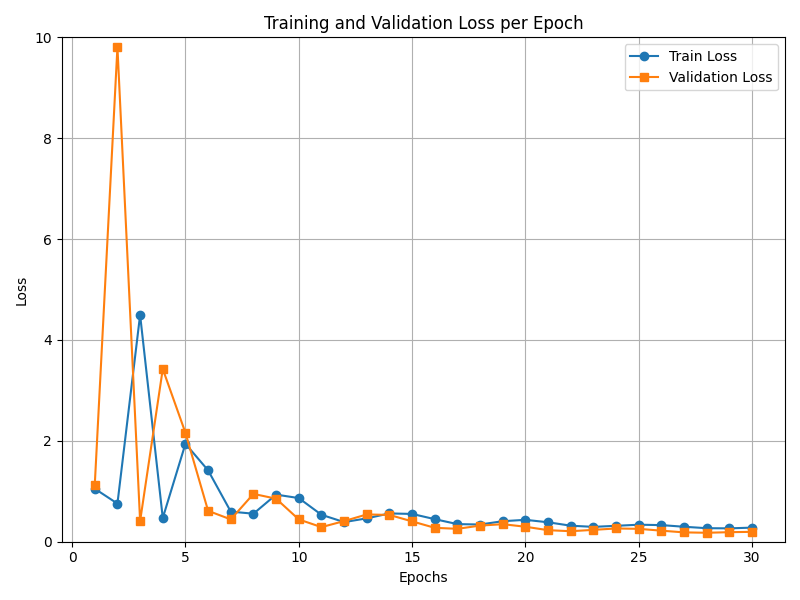 Training and Validation Loss per Epoch
Train Loss
Validation Loss
Loss
10
8
6
4
2
0
0 5 10 15 20 25 30
Epochs